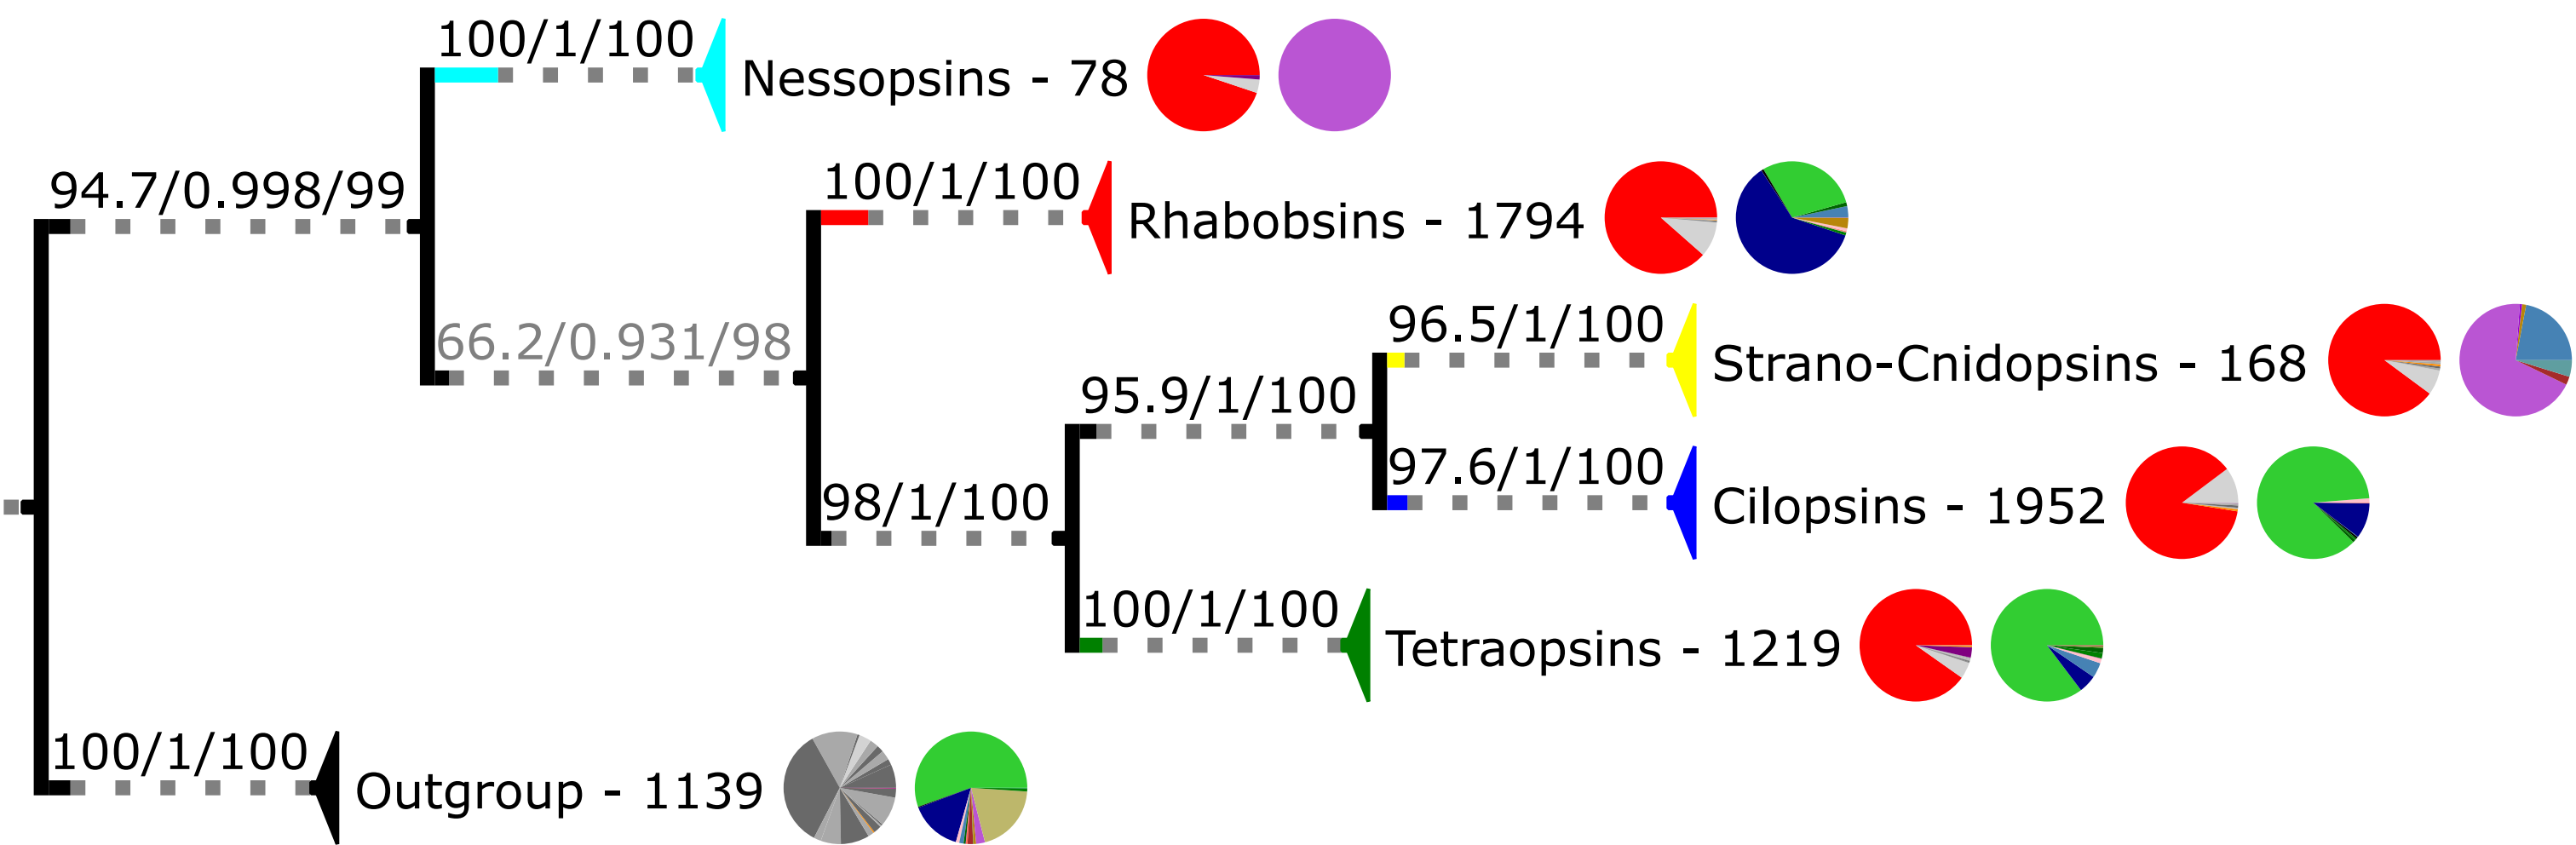 100/1/100
Nessopsins - 78
94.7/0.998/99
100/1/100
Rhabobsins - 1794
66.2/0.931/98
96.5/1/100
Strano-Cnidopsins - 168
95.9/1/100
97.6/1/100
Cilopsins - 1952
98/1/100
100/1/100
Tetraopsins - 1219
100/1/100
Outgroup - 1139